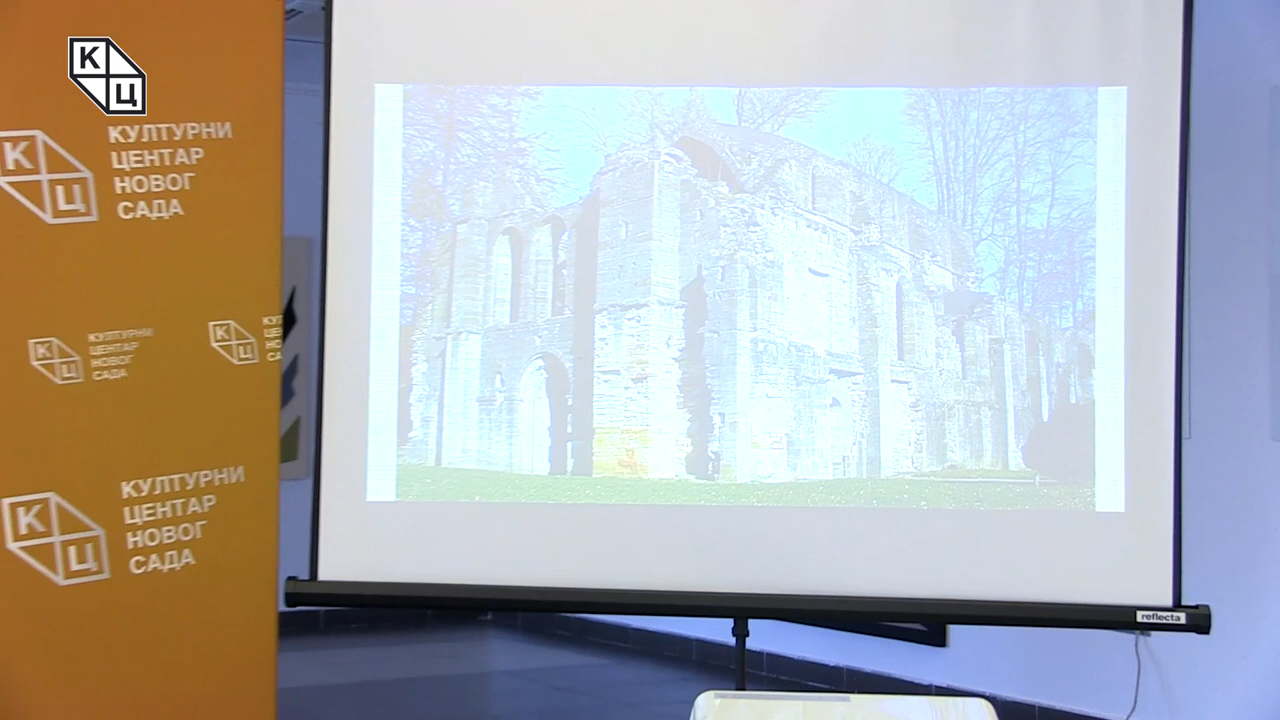 К
Ц
КУЛТУРНИ
ЦЕНТАР
НОВОГ
САДА
К
Ц
КУЛТУРНИ
ЦЕНТАР
НОВОГ
САДА
К
Ц
К
Ц
КУЛТУРНИ
ЦЕНТАР
НОВОГ
САДА
К
Ц
reflecta